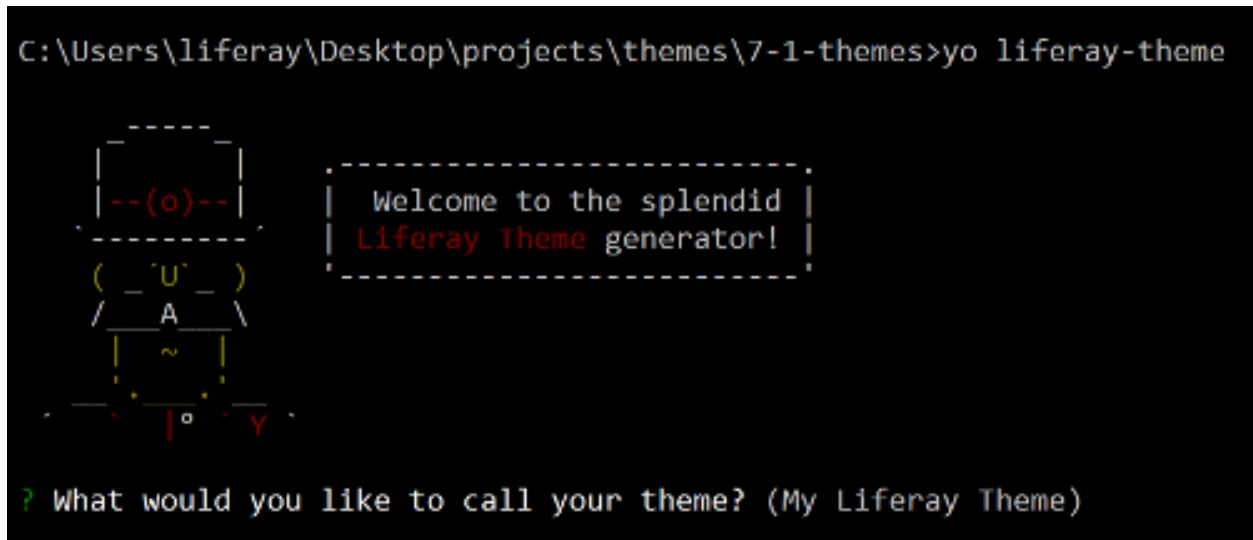 C:\Users\liferay\Desktop\projects\themes\7-1-themes>yo liferay-theme
Welcome to the splendid
Liferay Theme generator!
? What would you like to call your theme? (My Liferay Theme)